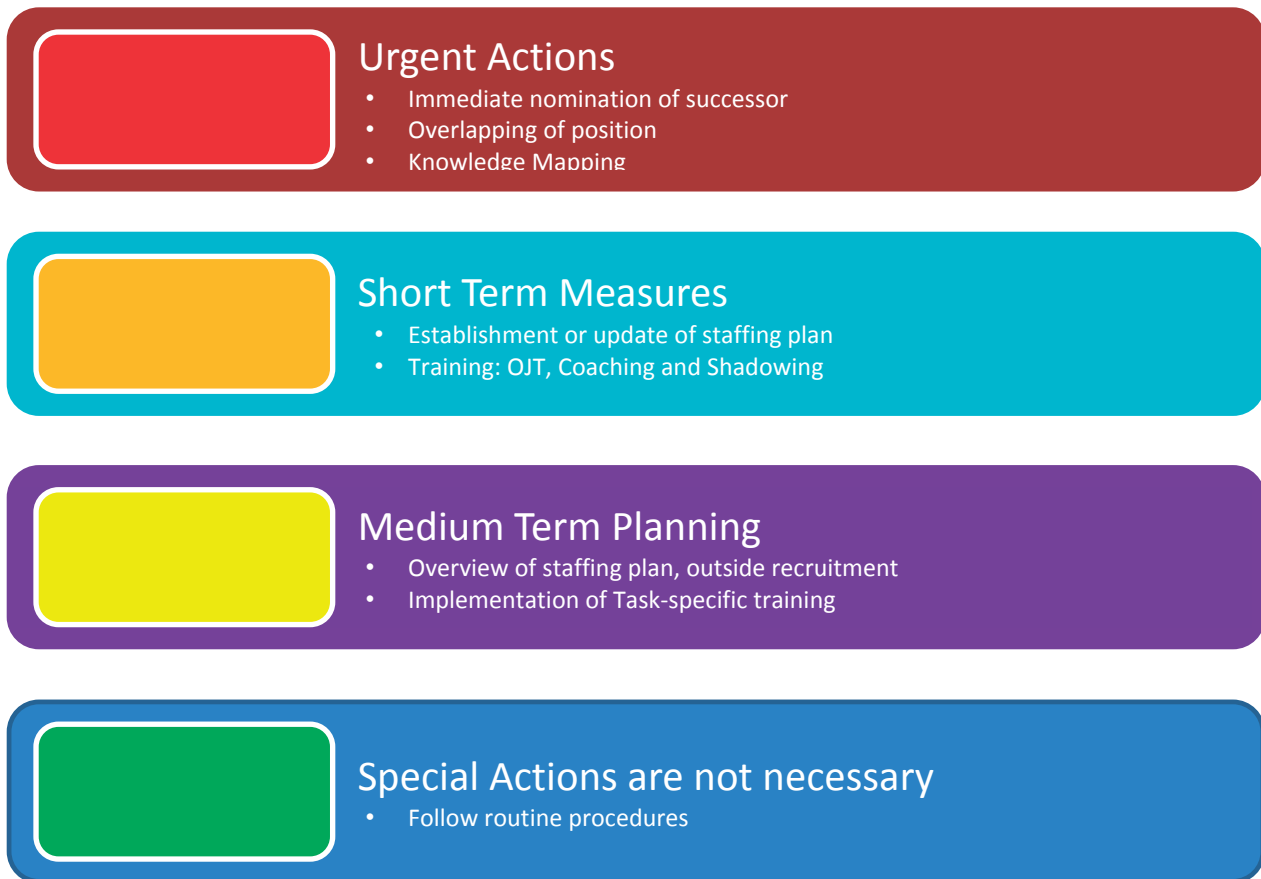 Urgent Actions
• Immediate nomination of successor
• Overlapping of position
• Knowledge Mapping
Short Term Measures
• Establishment or update of staffing plan
• Training: OJT, Coaching and Shadowing
Medium Term Planning
• Overview of staffing plan, outside recruitment
• Implementation of Task-specific training
Special Actions are not necessary
• Follow routine procedures